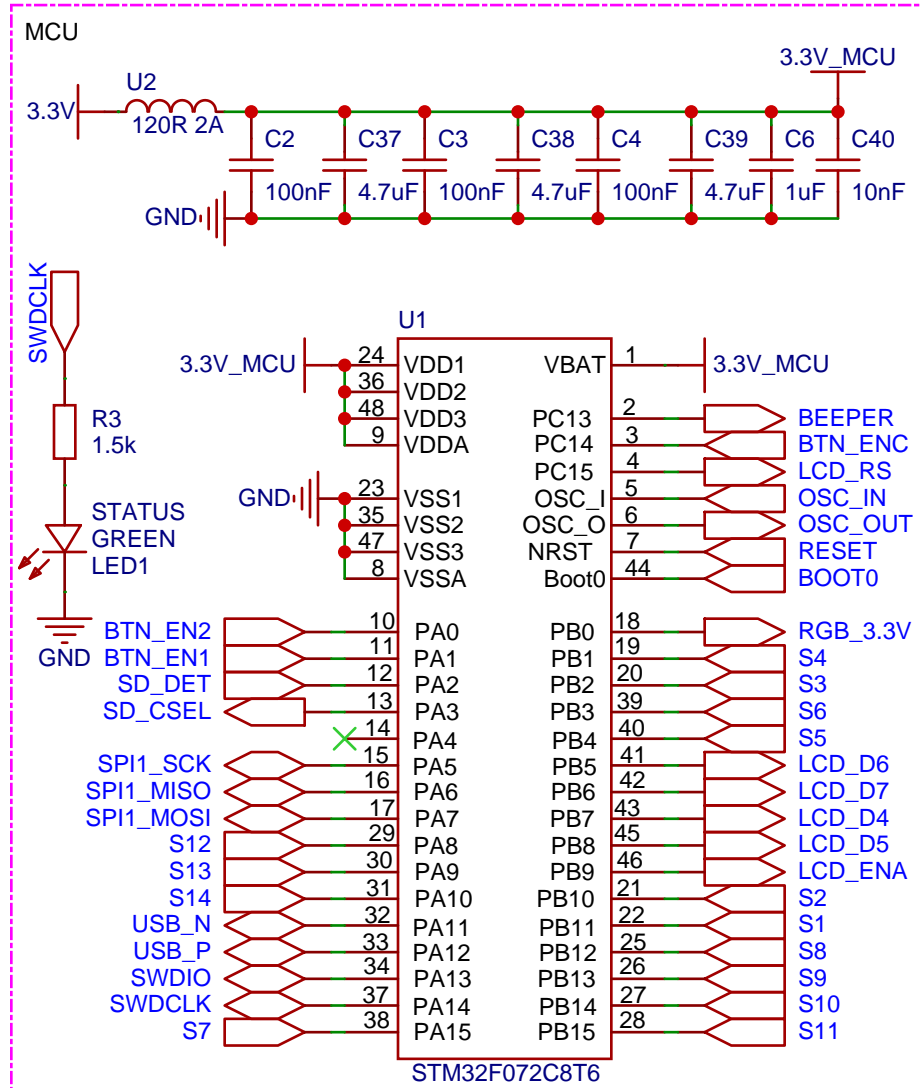 MCU
3.3V_MCU
U2
3.3V
120R 2A
C2 C37 C3 C38 C4 C39 C6 C40
100nF 4.7uF 100nF 4.7uF 100nF 4.7uF 1uF 10nF
GND
SWDCLK
R3
1.5k
STATUS
GREEN
LED1
GND
U1
3.3V_MCU 24 VDD1 VBAT 1 3.3V_MCU
36 VDD2
48 VDD3 PC13 2 BEEPER
9 VDDA PC14 3 BTN_ENC
PC15 4 LCD_RS
GND 23 VSS1 OSC_I 5 OSC_IN
35 VSS2 OSC_O 6 OSC_OUT
47 VSS3 NRST 7 RESET
8 VSSA Boot0 44 BOOT0
BTN_EN2 10 PA0 PB0 18 RGB_3.3V
BTN_EN1 11 PA1 PB1 19 S4
SD_DET 12 PA2 PB2 20 S3
SD_CSEL 13 PA3 PB3 39 S6
14 PA4 PB4 40 S5
SPI1_SCK 15 PA5 PB5 41 LCD_D6
SPI1_MISO 16 PA6 PB6 42 LCD_D7
SPI1_MOSI 17 PA7 PB7 43 LCD_D4
S12 29 PA8 PB8 45 LCD_D5
S13 30 PA9 PB9 46 LCD_ENA
S14 31 PA10 PB10 21 S2
USB_N 32 PA11 PB11 22 S1
USB_P 33 PA12 PB12 25 S8
SWDIO 34 PA13 PB13 26 S9
SWDCLK 37 PA14 PB14 27 S10
S7 38 PA15 PB15 28 S11
STM32F072C8T6